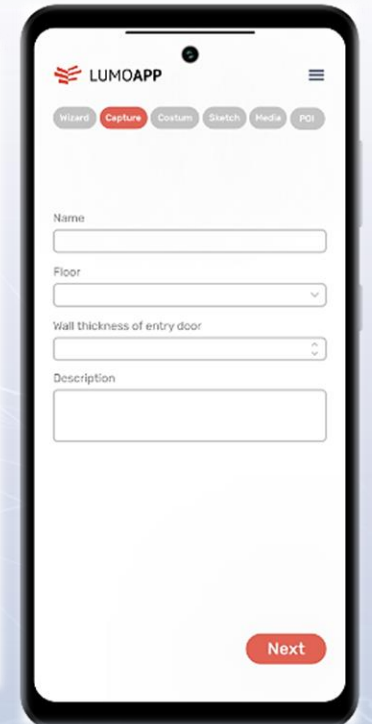 LUMOAPP
Wizard Capture Costum Sketch Media POI
Name
Floor
Wall thickness of entry door
Description
Next